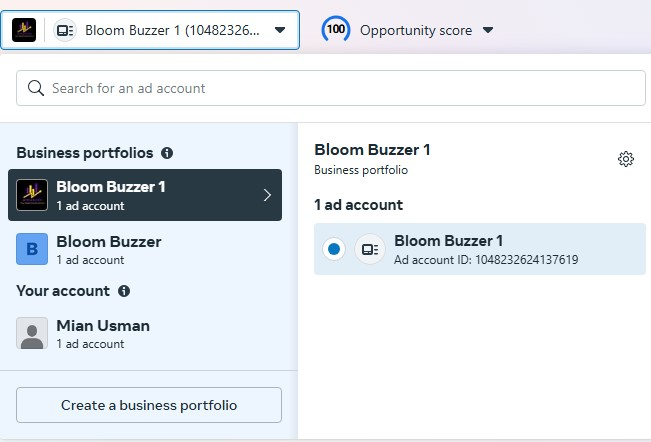 Bloom Buzzer 1 (10482326...
100
Opportunity score
Search for an ad account
Business portfolios
Bloom Buzzer 1
1 ad account
B
Bloom Buzzer
1 ad account
Your account
Mian Usman
1 ad account
Create a business portfolio
Bloom Buzzer 1
Business portfolio
1 ad account
Bloom Buzzer 1
Ad account ID: 1048232624137619